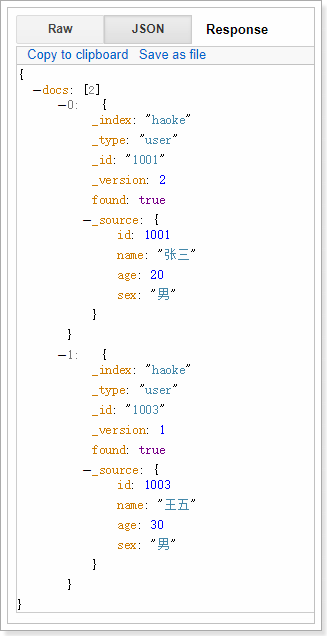 Raw JSON Response
Copy to clipboard Save as file
{
−docs: [2]
−0: {
_index: "haoke"
_type: "user"
_id: "1001"
_version: 2
found: true
−_source: {
id: 1001
name: "张三"
age: 20
sex: "男"
}
}
−1: {
_index: "haoke"
_type: "user"
_id: "1003"
_version: 1
found: true
−_source: {
id: 1003
name: "王五"
age: 30
sex: "男"
}
}
}